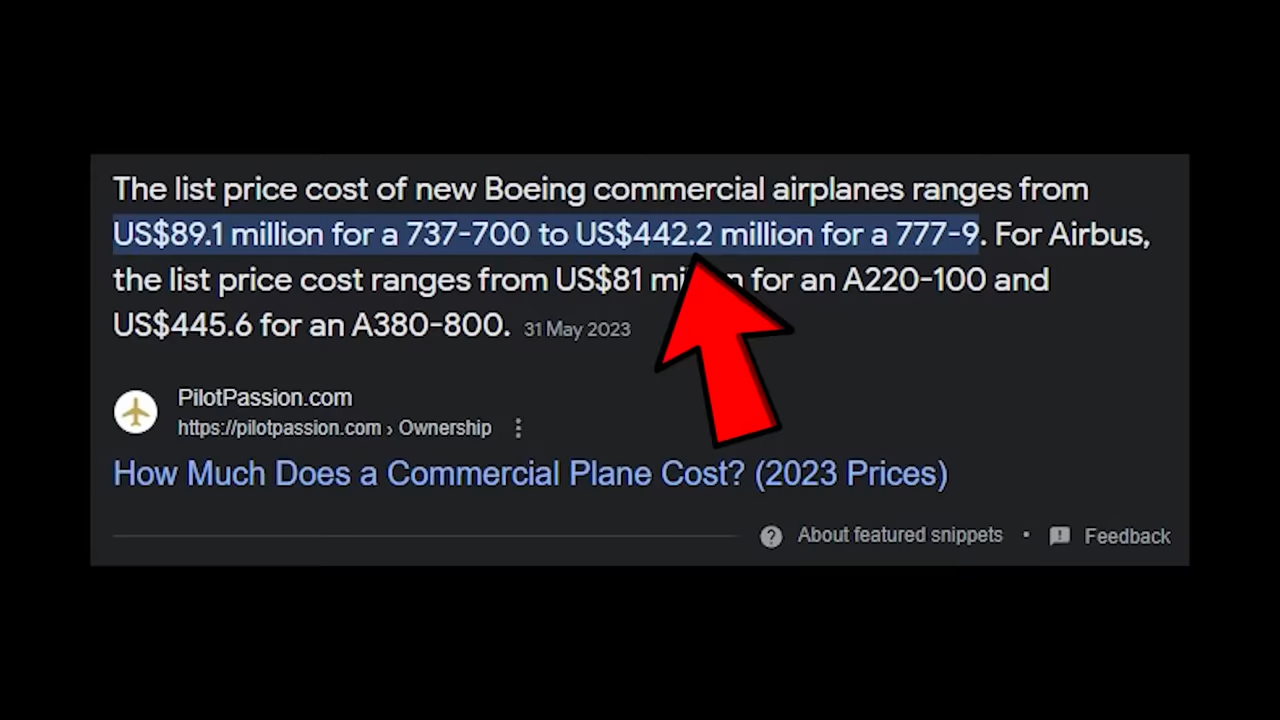 The list price cost of new Boeing commercial airplanes ranges from
US$89.1 million for a 737-700 to US$442.2 million for a 777-9. For Airbus,
the list price cost ranges from US$81 for an A220-100 and
US$445.6 for an A380-800. 31 May 2023
PilotPassion.com
https://pilotpassion.com › Ownership
How Much Does a Commercial Plane Cost? (2023 Prices)
About featured snippets • Feedback